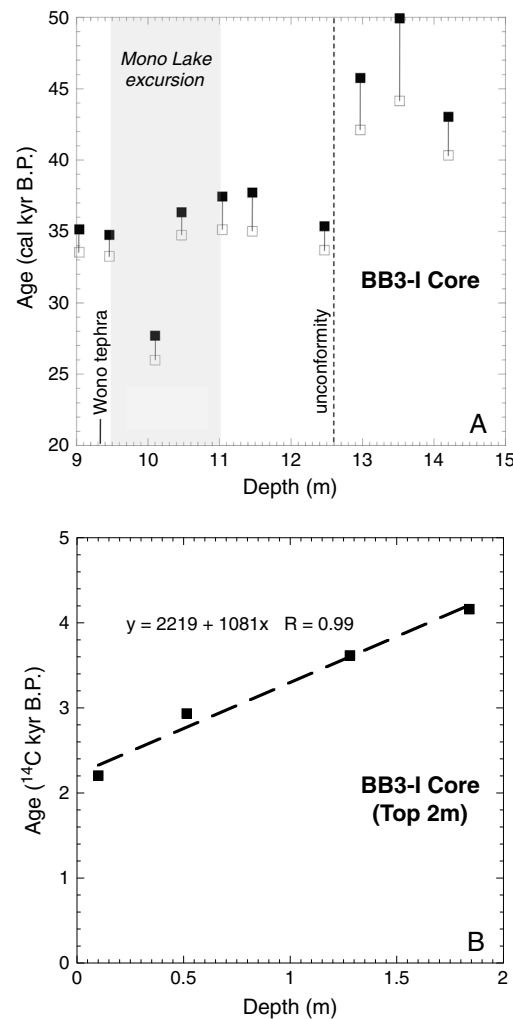 50
45
40
35
30
25
20
Age (cal kyr B.P.)
Mono Lake
excursion
BB3-I Core
Wono tephra
unconformity
A
9 10 11 12 13 14 15
Depth (m)
5
4
3
2
1
0
Age (¹⁴C kyr B.P.)
y = 2219 + 1081x R = 0.99
BB3-I Core
(Top 2m)
B
0 0.5 1 1.5 2
Depth (m)